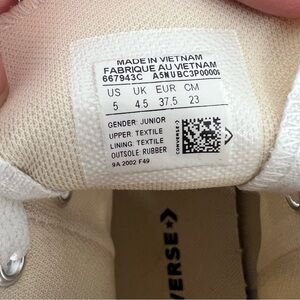 MADE IN VIETNAM
FABRIQUE AU VIETNAM
667943C A5MUBC3P0000
US UK EUR CM
5 4.5 37.5 23
GENDER: JUNIOR
UPPER: TEXTILE
LINING: TEXTILE
OUTSOLE: RUBBER
9A 2002 F49
CONVERSE
VERSE